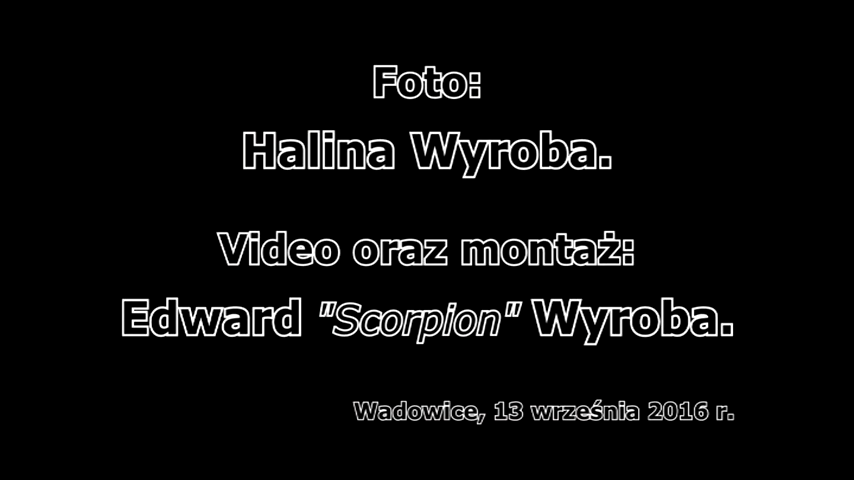 Foto:
Halina Wyroba.
Video oraz montaż:
Edward "Scorpion" Wyroba.
Wadowice, 13 września 2016 r.